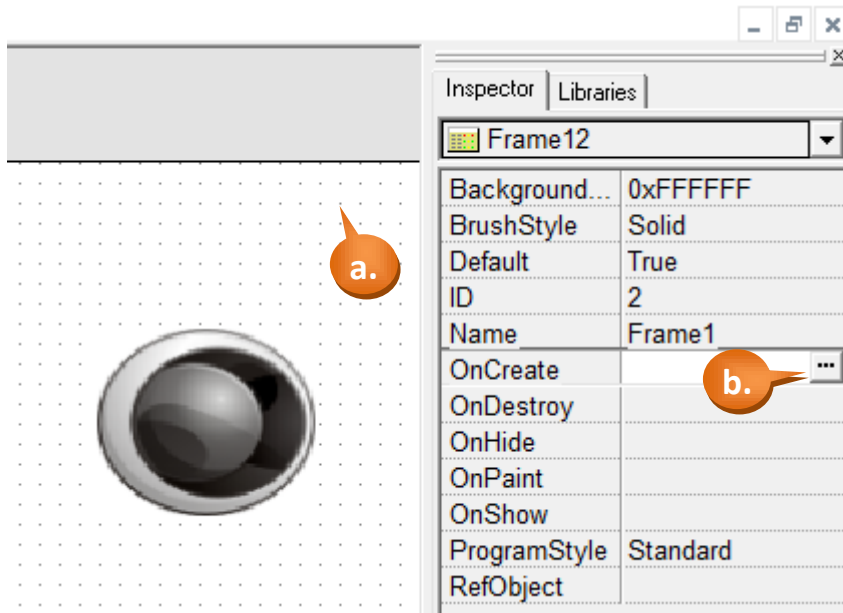 Inspector Libraries
Frame12
Background... 0xFFFFFF
BrushStyle Solid
Default True
a.
ID 2
Name Frame1
OnCreate b. ...
OnDestroy
OnHide
OnPaint
OnShow
ProgramStyle Standard
RefObject